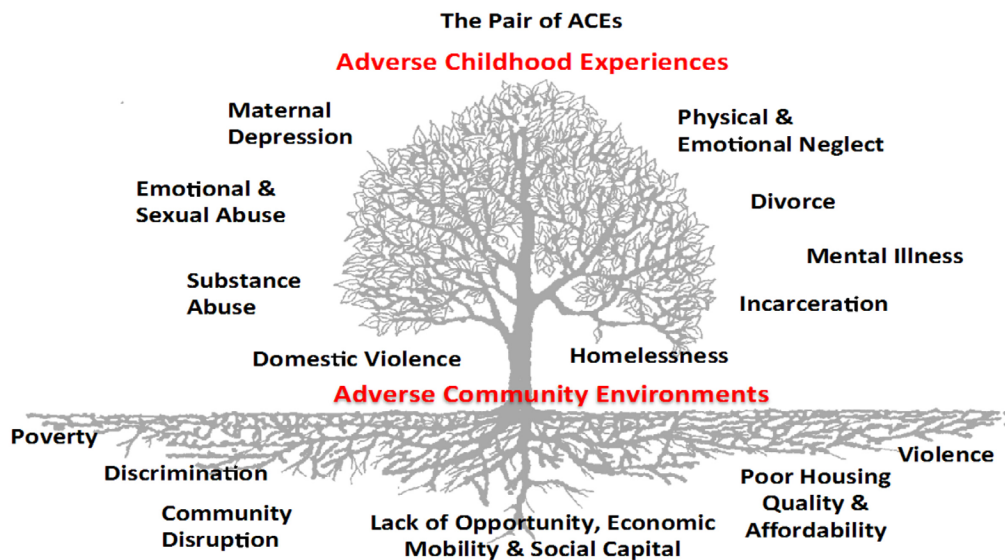 The Pair of ACEs
Adverse Childhood Experiences
Maternal
Depression
Physical &
Emotional Neglect
Emotional &
Sexual Abuse
Divorce
Mental Illness
Substance
Abuse
Incarceration
Domestic Violence
Homelessness
Adverse Community Environments
Poverty
Violence
Discrimination
Poor Housing
Quality &
Affordability
Community
Disruption
Lack of Opportunity, Economic
Mobility & Social Capital